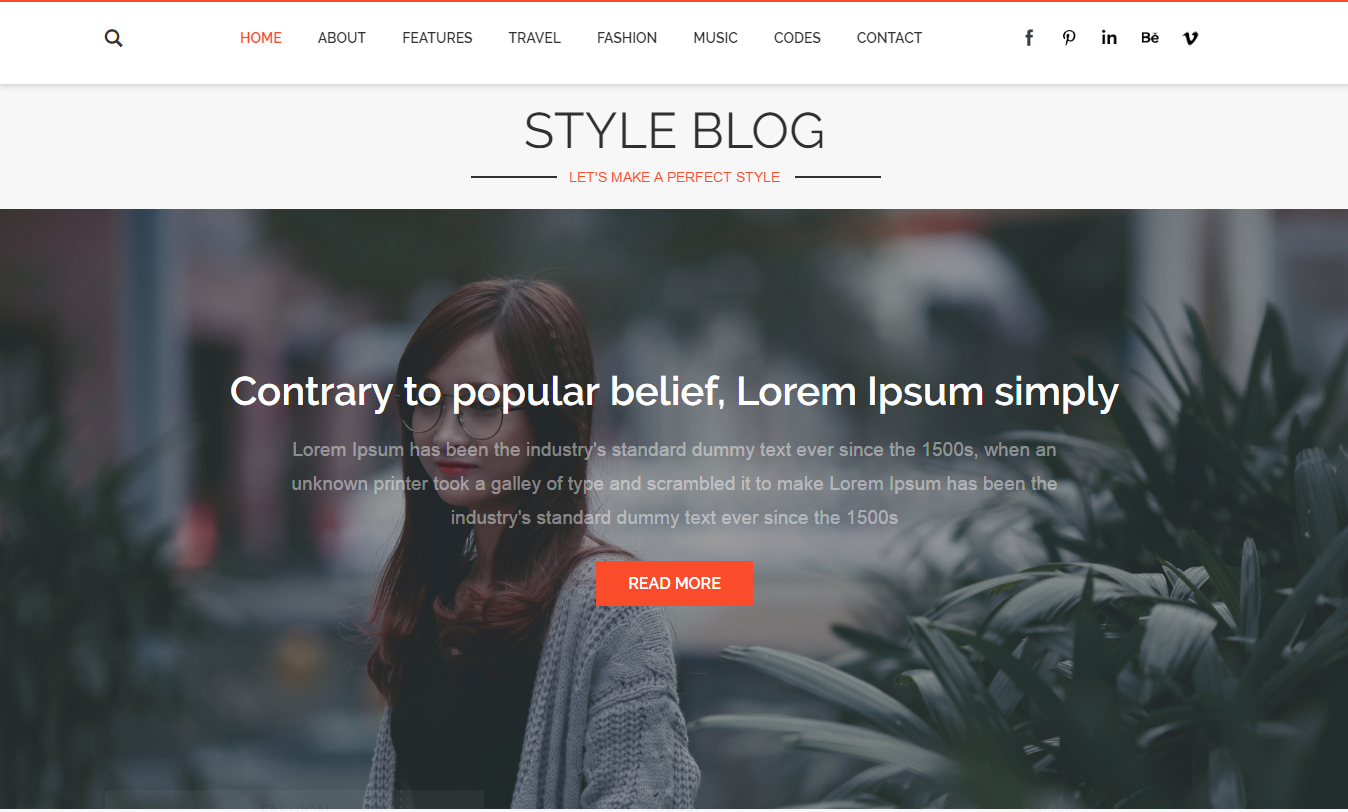 HOME ABOUT FEATURES TRAVEL FASHION MUSIC CODES CONTACT
STYLE BLOG
LET'S MAKE A PERFECT STYLE
Contrary to popular belief, Lorem Ipsum simply
Lorem Ipsum has been the industry's standard dummy text ever since the 1500s, when an
unknown printer took a galley of type and scrambled it to make Lorem Ipsum has been the
industry's standard dummy text ever since the 1500s
READ MORE
FASHION